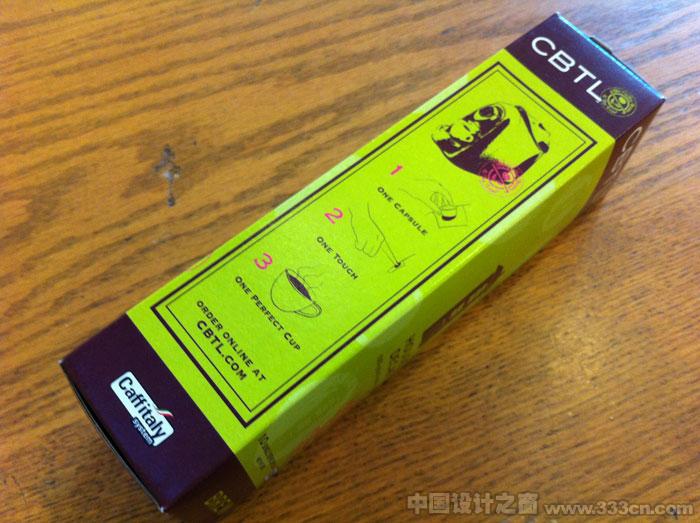 CBTL
CBTL
1
ONE CAPSULE
2
ONE TOUCH
3
ONE PERFECT CUP
ORDER ONLINE AT
CBTL.COM
Caffitaly
system
中国设计之窗 www.333cn.com